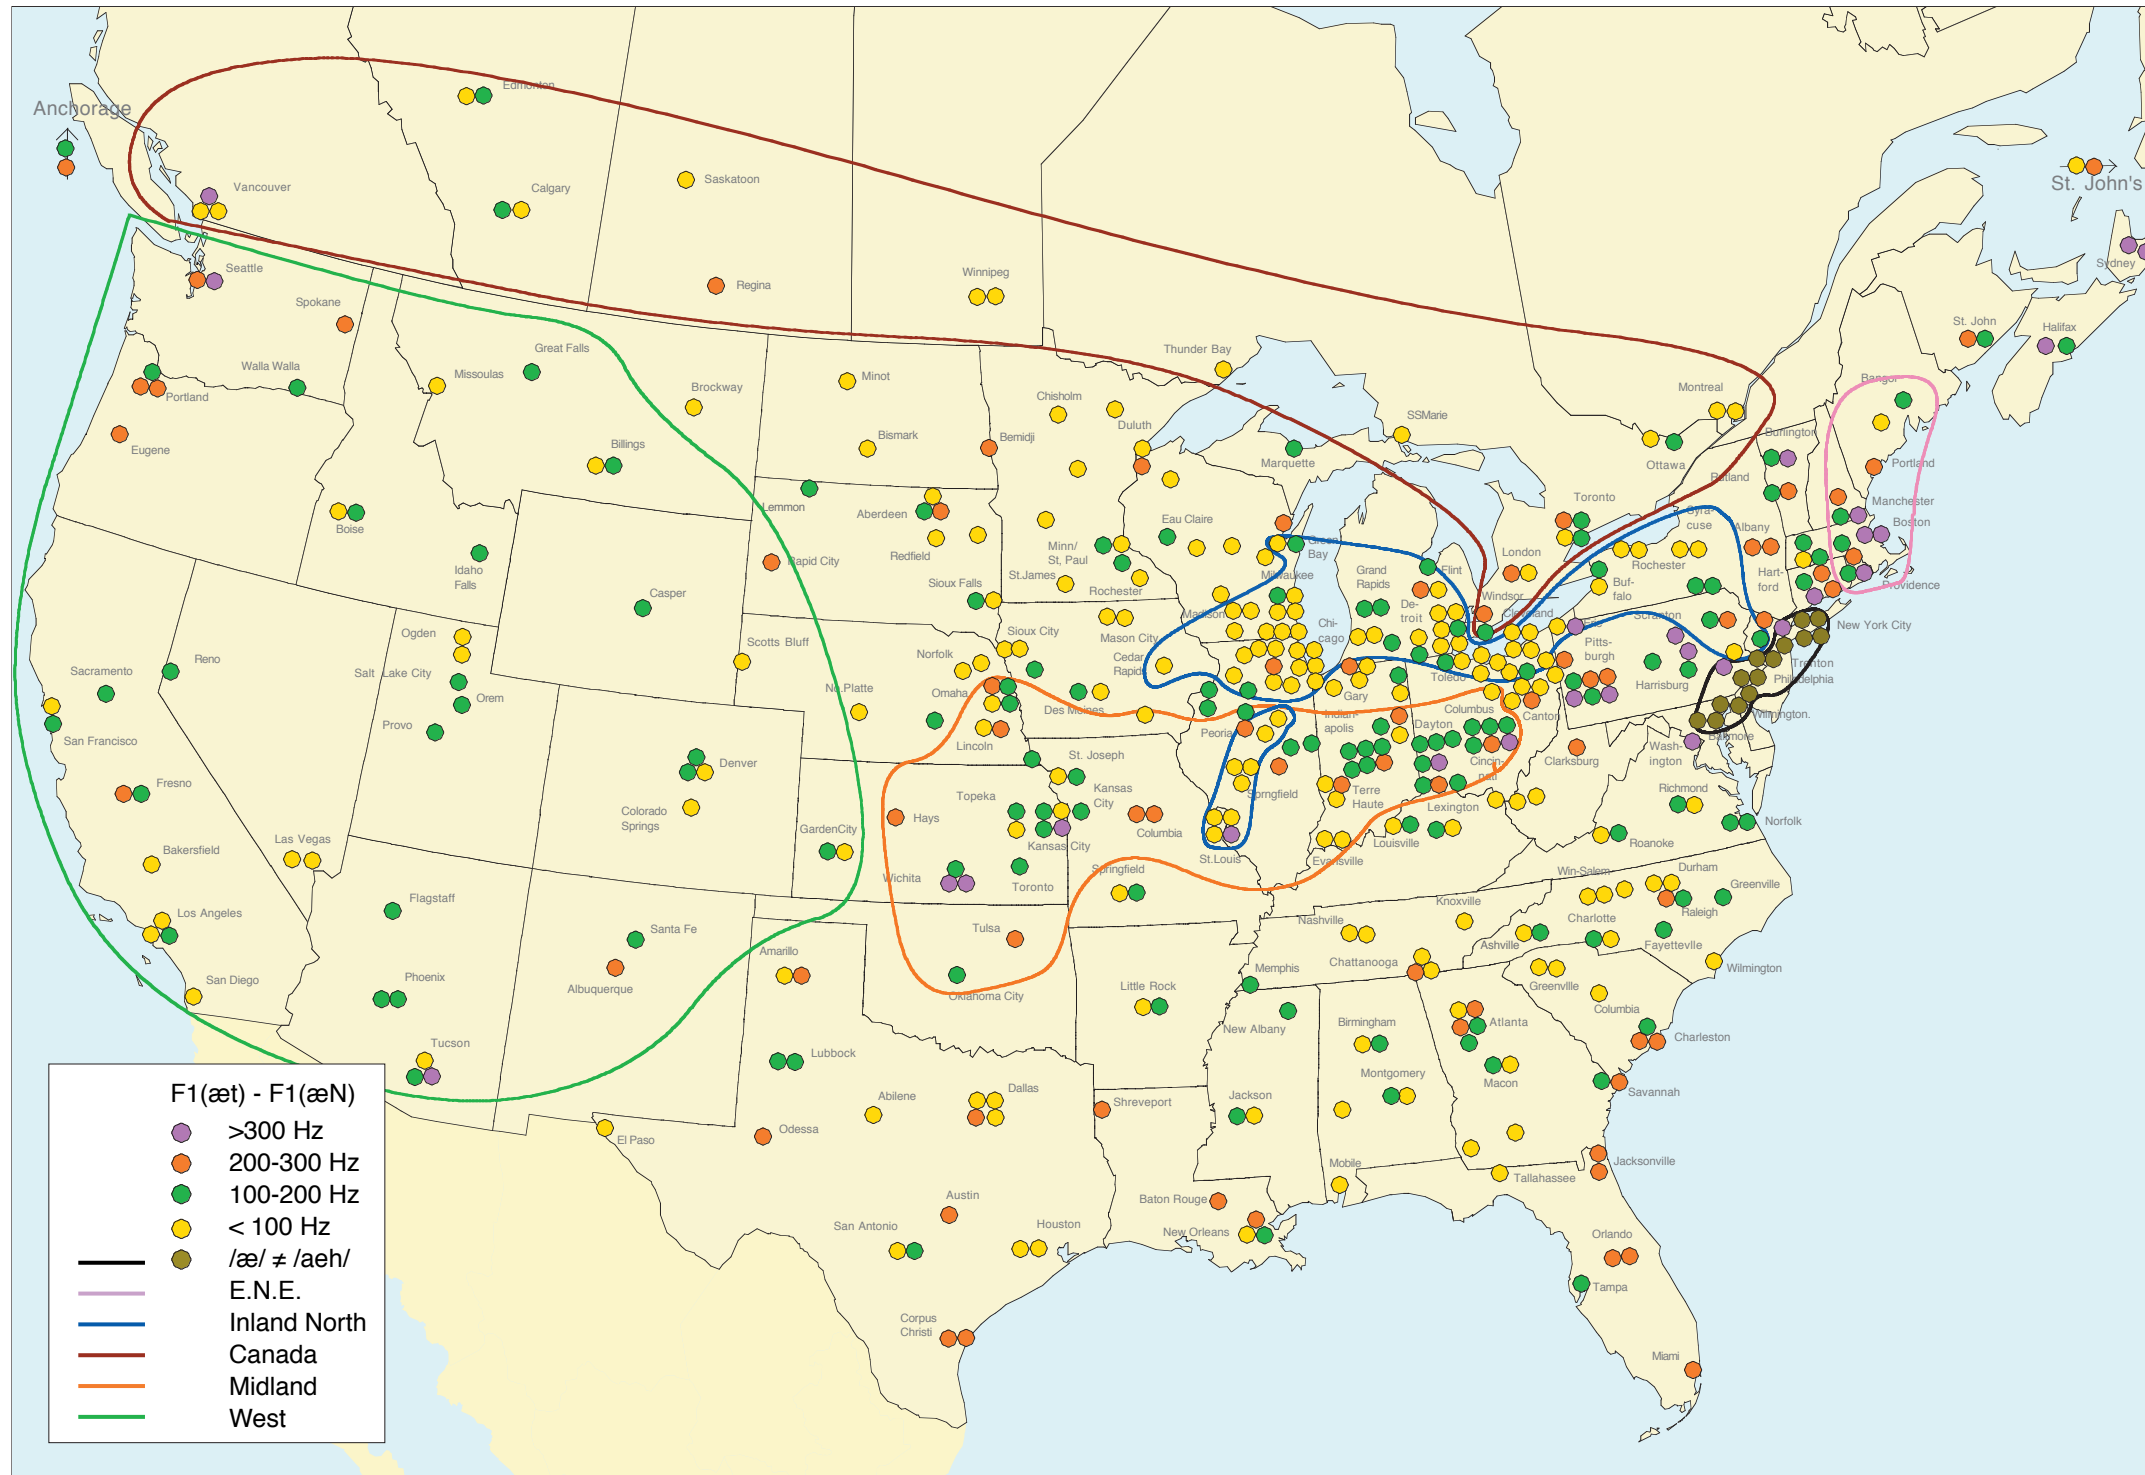 Edmonton
Anchorage
Vancouver
Calgary
Saskatoon
St. John's
Seattle
Regina
Winnipeg
Sydney
Spokane
St. John
Halifax
Great Falls
Thunder Bay
Walla Walla
Missoulas
Brockway
Minot
Montreal
Bangor
Portland
Chisholm
SSMarie
Duluth
Burlington
Eugene
Billings
Bismark
Bemidji
Marquette
Ottawa
Rutland
Portland
Lemmon
Toronto
Manchester
Boise
Aberdeen
Eau Claire
Syra-
cuse
Albany
Boston
Redfield
Minn/
St, Paul
Green
Bay
London
Rochester
Idaho
Falls
Rapid City
St.James
Milwaukee
Grand
Rapids
Flint
Buf-
falo
Hart-
ford
Providence
Casper
Sioux Falls
Rochester
Windsor
De-
troit
Cleveland
Madison
Erie
Scranton
New York City
Ogden
Sioux City
Mason City
Chi-
cago
Pitts-
burgh
Scotts Bluff
Norfolk
Cedar
Rapids
Reno
Sacramento
Salt Lake City
Toledo
Trenton
Harrisburg
Philadelphia
Orem
No.Platte
Omaha
Des Moines
Gary
Columbus
Canton
Wilmington.
Provo
San Francisco
Lincoln
Peoria
Indian-
apolis
Dayton
Baltimore
Wash-
ington
Denver
St. Joseph
Cincin-
nati
Clarksburg
Fresno
Topeka
Kansas
City
Sprngfield
Terre
Haute
Lexington
Richmond
Colorado
Springs
Hays
Columbia
Norfolk
GardenCity
Kansas City
Las Vegas
St.Louis
Evansville
Louisville
Roanoke
Bakersfield
Wichita
Toronto
Springfield
Win-Salem
Durham
Flagstaff
Greenville
Los Angeles
Knoxville
Raleigh
Santa Fe
Tulsa
Nashville
Charlotte
Ashville
Fayettevlle
Amarillo
Chattanooga
San Diego
Phoenix
Albuquerque
Oklahoma City
Memphis
Wilmington
Little Rock
Greenvllle
Columbia
New Albany
Birmingham
Atlanta
Charleston
Tucson
Lubbock
Montgomery
Macon
Savannah
Abilene
Dallas
Shreveport
Jackson
El Paso
Odessa
Mobile
Jacksonville
Tallahassee
Austin
Baton Rouge
San Antonio
Houston
New Orleans
Orlando
Tampa
Corpus
Christi
Miami
F1(æt) - F1(æN)
>300 Hz
200-300 Hz
100-200 Hz
< 100 Hz
/æ/ ≠ /aeh/
E.N.E.
Inland North
Canada
Midland
West